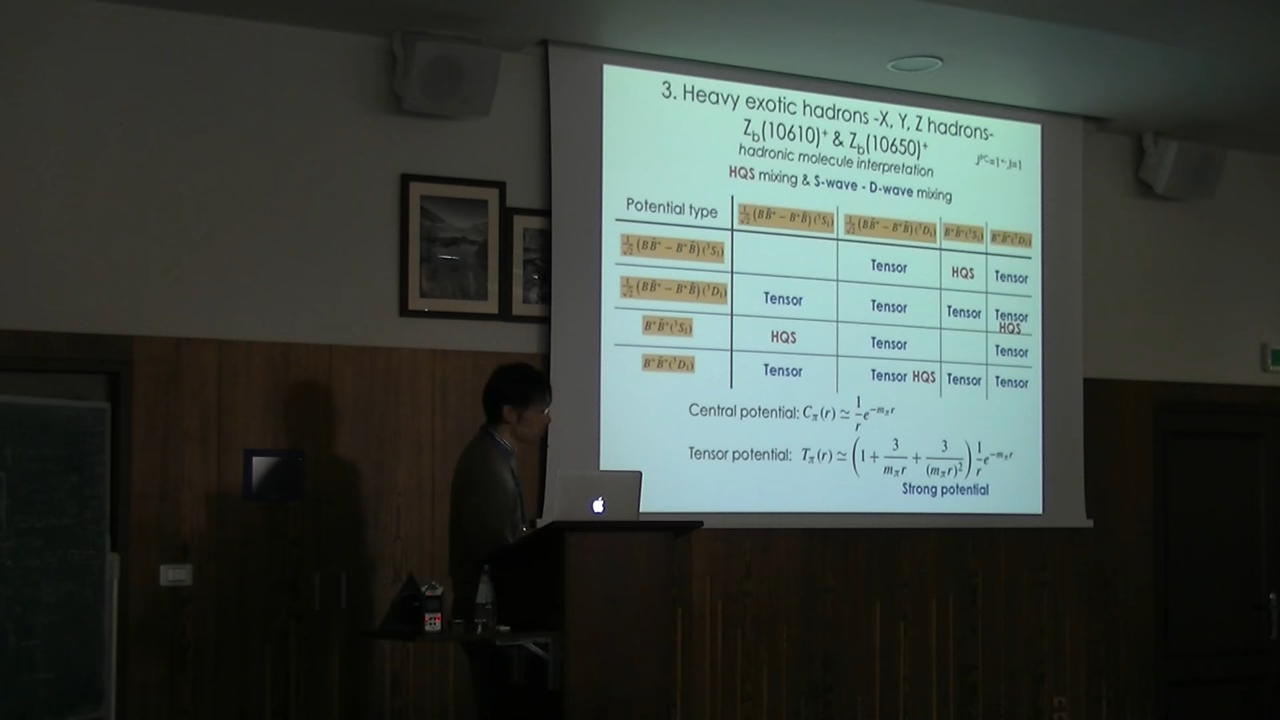 3. Heavy exotic hadrons -X, Y, Z hadrons-
Z_b(10610)⁺ & Z_b(10650)⁺
hadronic molecule interpretation
HQS mixing & S-wave - D-wave mixing
Potential type 1/√2 (BB̄* − B*B̄)(³S₁) 1/√2 (BB̄* − B*B̄)(³D₁) B*B̄*(³S₁) B*B̄*(³D₁)
1/√2 (BB̄* − B*B̄)(³S₁) Tensor HQS Tensor
1/√2 (BB̄* − B*B̄)(³D₁) Tensor Tensor Tensor Tensor HQS
B*B̄*(³S₁) HQS Tensor Tensor
B*B̄*(³D₁) Tensor Tensor HQS Tensor Tensor
Central potential: C_π(r) ≃ 1/r e^(−m_π r)
Tensor potential: T_π(r) ≃ (1 + 3/(m_π r) + 3/(m_π r)²) 1/r e^(−m_π r)
Strong potential